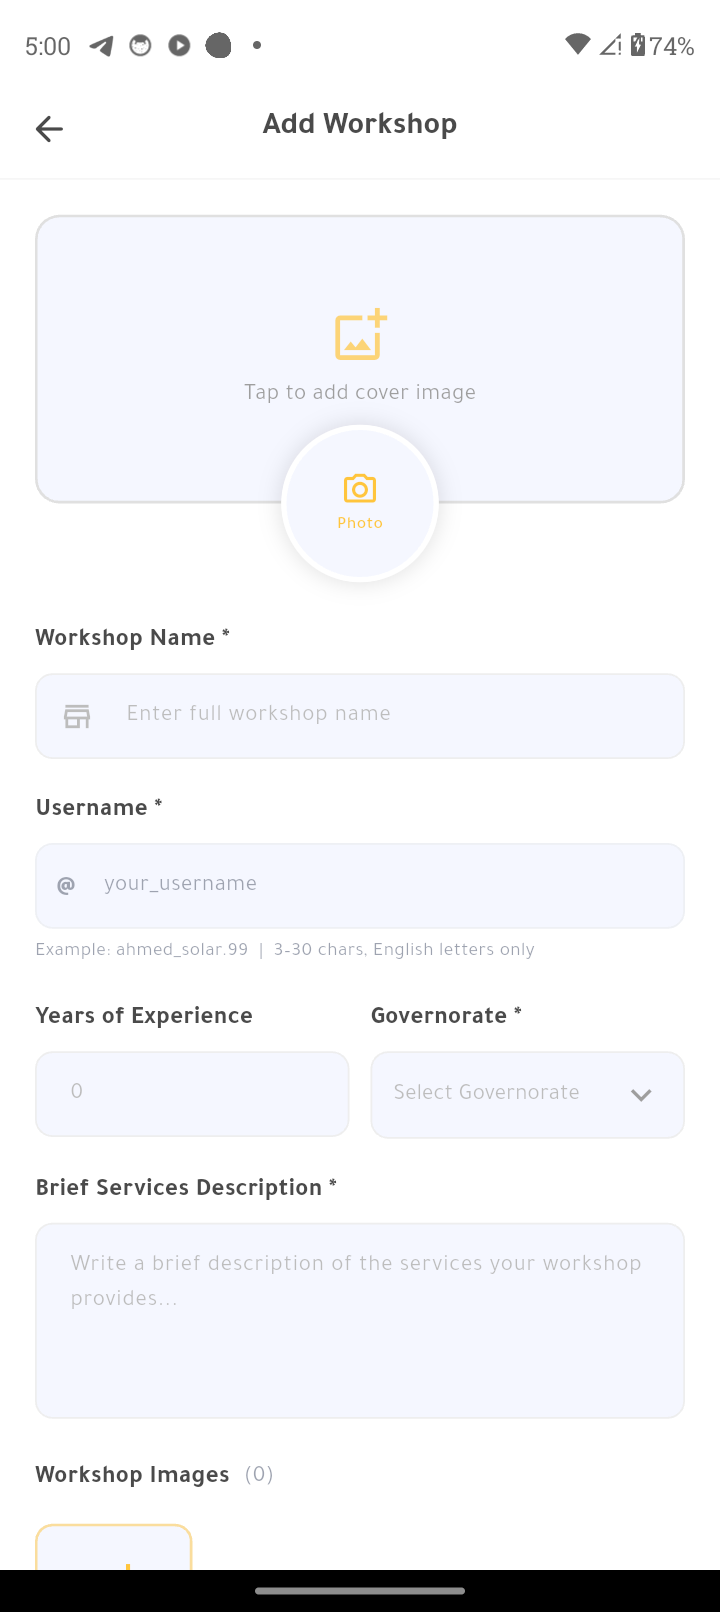 5:00
74%
Add Workshop
Tap to add cover image
Photo
Workshop Name *
Enter full workshop name
Username *
@ your_username
Example: ahmed_solar.99 | 3-30 chars, English letters only
Years of Experience
Governorate *
0
Select Governorate
Brief Services Description *
Write a brief description of the services your workshop
provides...
Workshop Images (0)